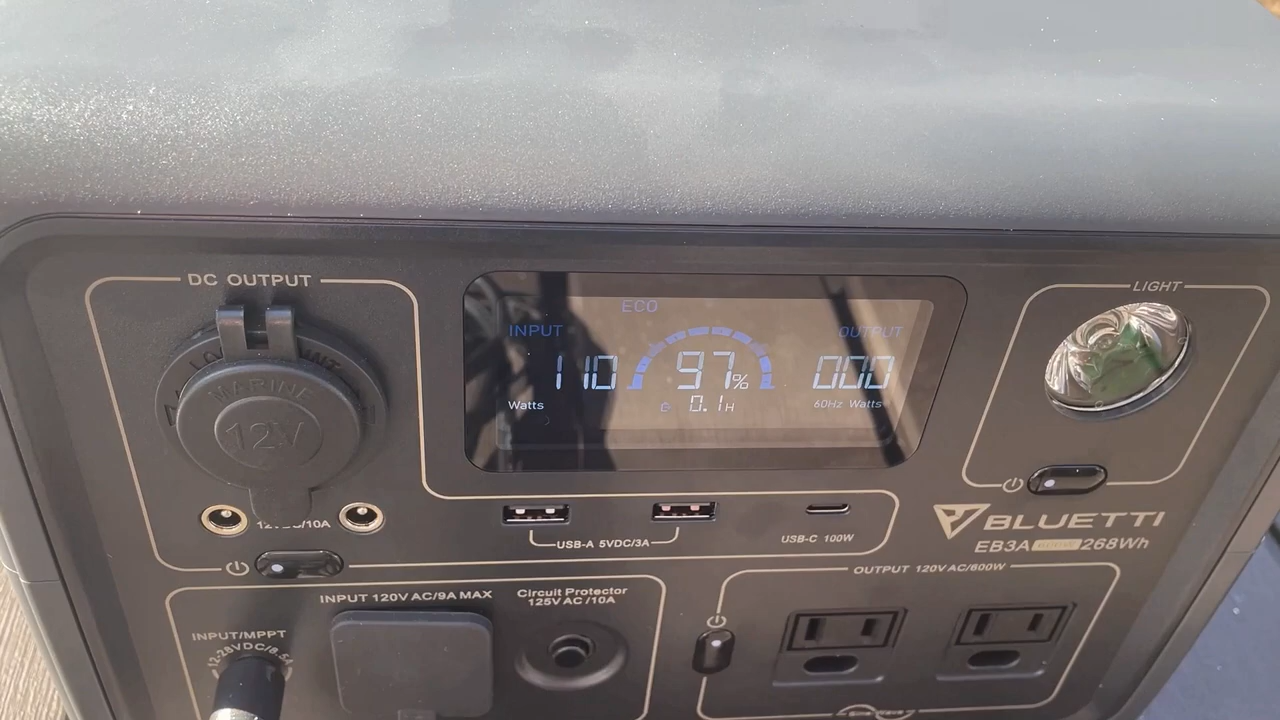 DC OUTPUT
MARINE
12V
12VDC/10A
ECO
INPUT
OUTPUT
110
97%
000
Watts
0.1H
60Hz Watts
LIGHT
USB-A 5VDC/3A
USB-C 100W
BLUETTI
EB3A 268Wh
INPUT 120V AC/9A MAX
Circuit Protector
125V AC /10A
INPUT/MPPT
12-28VDC/8.5A
OUTPUT 120V AC/600W